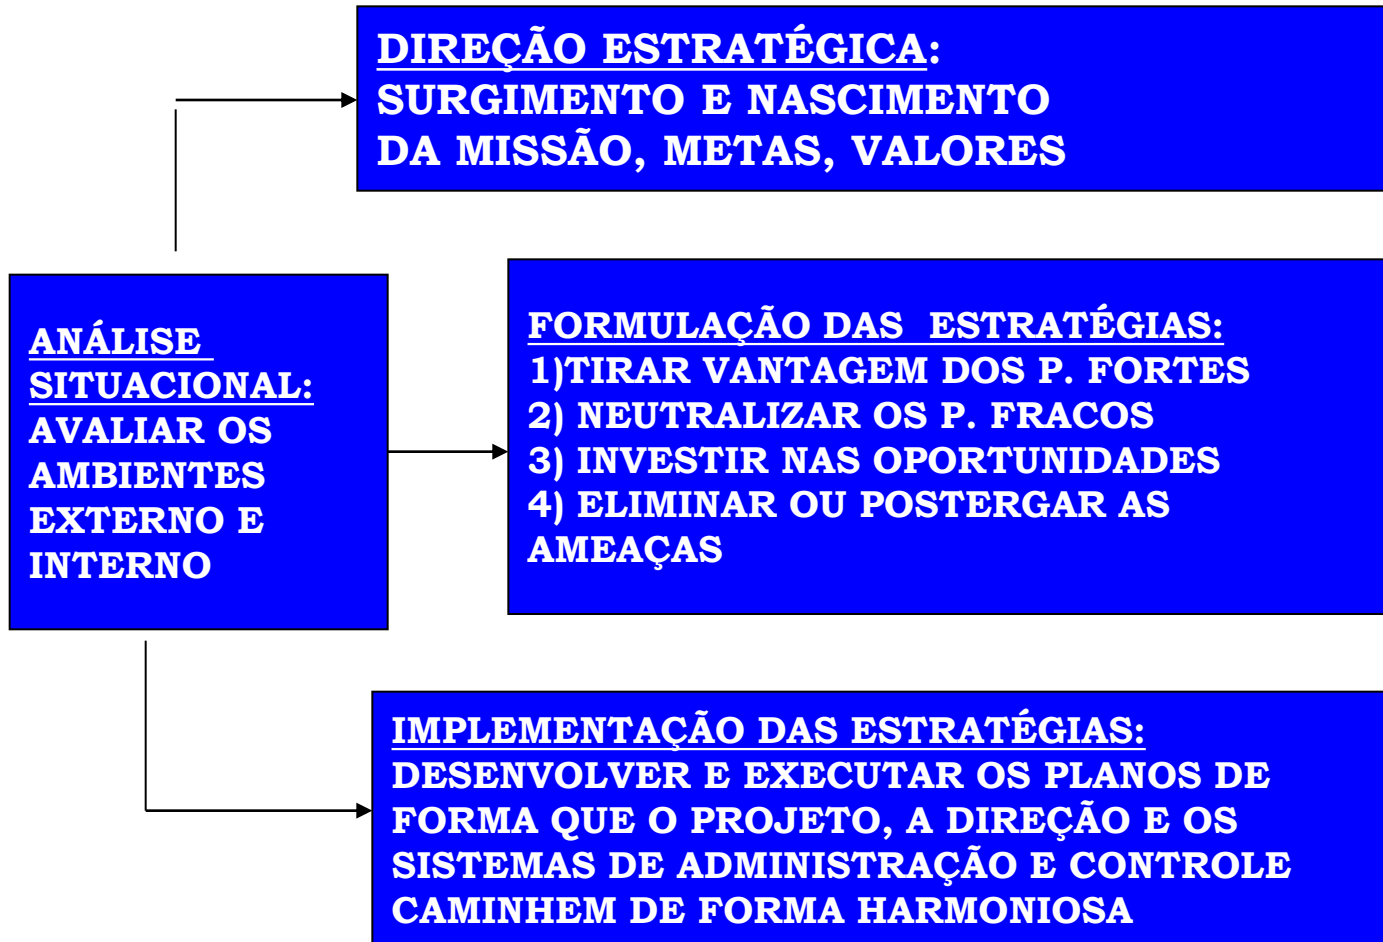 DIREÇÃO ESTRATÉGICA:
SURGIMENTO E NASCIMENTO
DA MISSÃO, METAS, VALORES
ANÁLISE
SITUACIONAL:
AVALIAR OS
AMBIENTES
EXTERNO E
INTERNO
FORMULAÇÃO DAS ESTRATÉGIAS:
1)TIRAR VANTAGEM DOS P. FORTES
2) NEUTRALIZAR OS P. FRACOS
3) INVESTIR NAS OPORTUNIDADES
4) ELIMINAR OU POSTERGAR AS
AMEAÇAS
IMPLEMENTAÇÃO DAS ESTRATÉGIAS:
DESENVOLVER E EXECUTAR OS PLANOS DE
FORMA QUE O PROJETO, A DIREÇÃO E OS
SISTEMAS DE ADMINISTRAÇÃO E CONTROLE
CAMINHEM DE FORMA HARMONIOSA